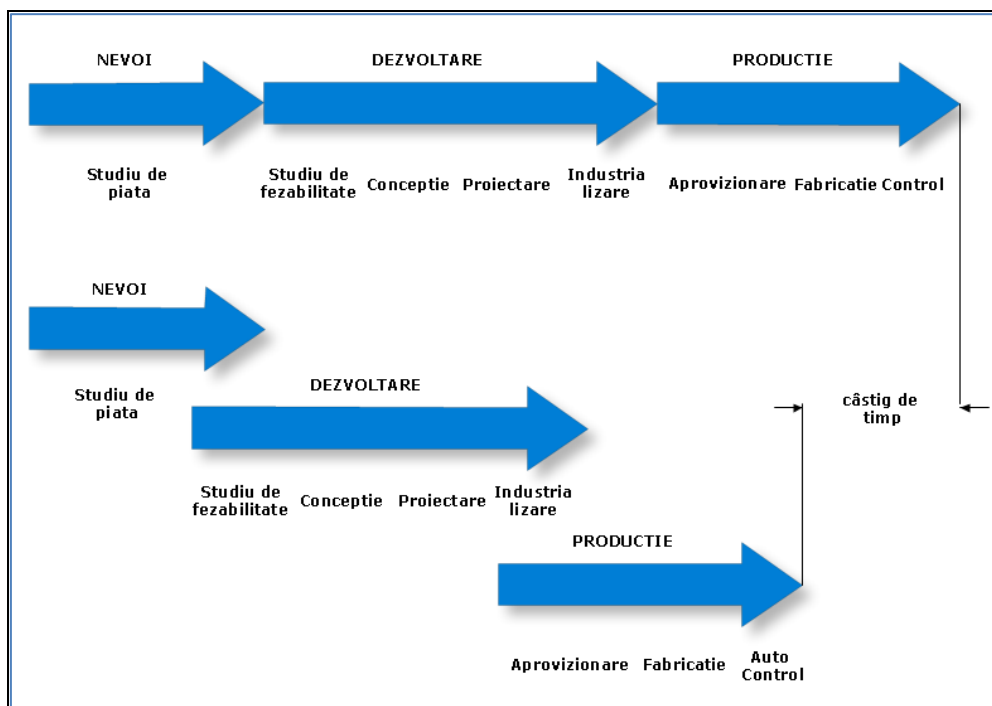 NEVOI DEZVOLTARE PRODUCTIE
Studiu de
piata
Studiu de
fezabilitate
Conceptie
Proiectare
Industria
lizare
Aprovizionare
Fabricatie
Control
NEVOI
Studiu de
piata
DEZVOLTARE
câstig de
timp
Studiu de
fezabilitate
Conceptie
Proiectare
Industria
lizare
PRODUCTIE
Aprovizionare
Fabricatie
Auto
Control